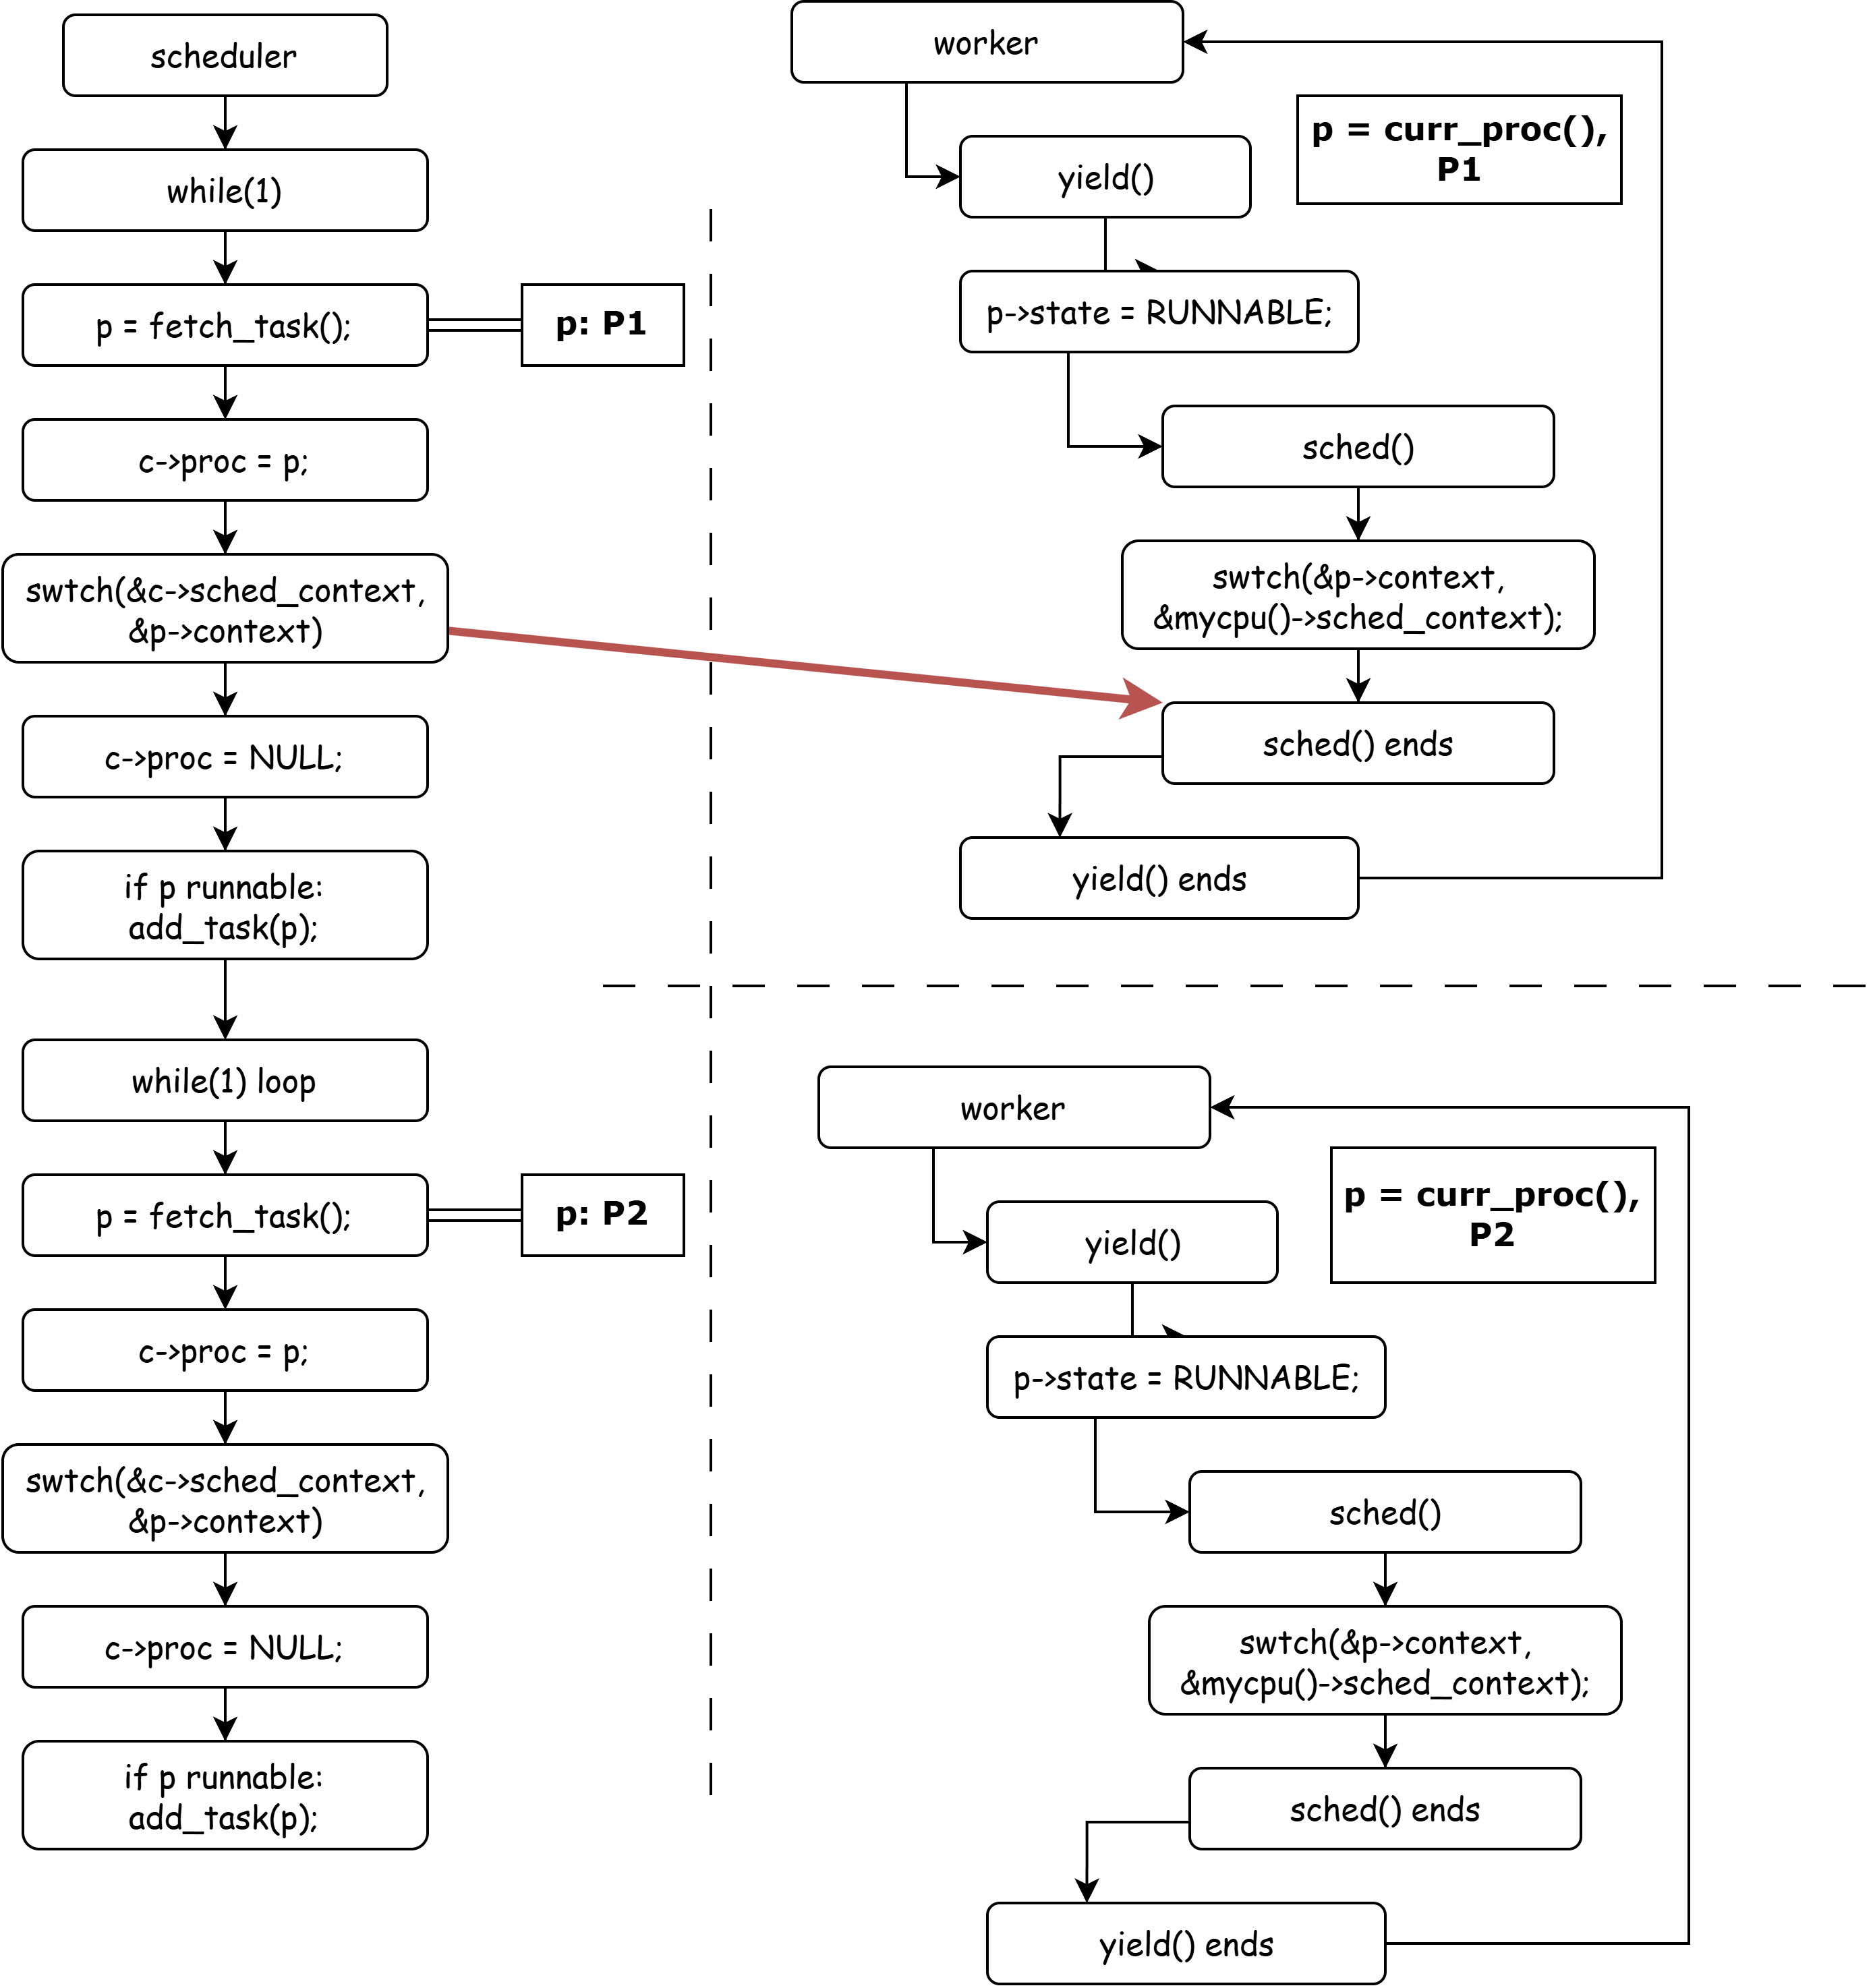 scheduler
while(1)
p = fetch_task();
p: P1
c->proc = p;
swtch(&c->sched_context,
&p->context)
c->proc = NULL;
if p runnable:
add_task(p);
while(1) loop
p = fetch_task();
p: P2
c->proc = p;
swtch(&c->sched_context,
&p->context)
c->proc = NULL;
if p runnable:
add_task(p);
worker
p = curr_proc(),
P1
yield()
p->state = RUNNABLE;
sched()
swtch(&p->context,
&mycpu()->sched_context);
sched() ends
yield() ends
worker
p = curr_proc(),
P2
yield()
p->state = RUNNABLE;
sched()
swtch(&p->context,
&mycpu()->sched_context);
sched() ends
yield() ends